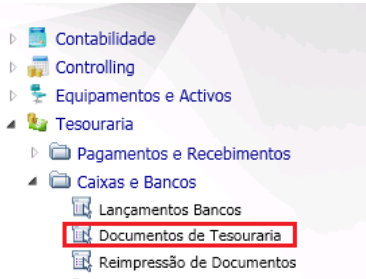 Contabilidade
Controlling
Equipamentos e Activos
Tesouraria
Pagamentos e Recebimentos
Caixas e Bancos
Lançamentos Bancos
Documentos de Tesouraria
Reimpressão de Documentos